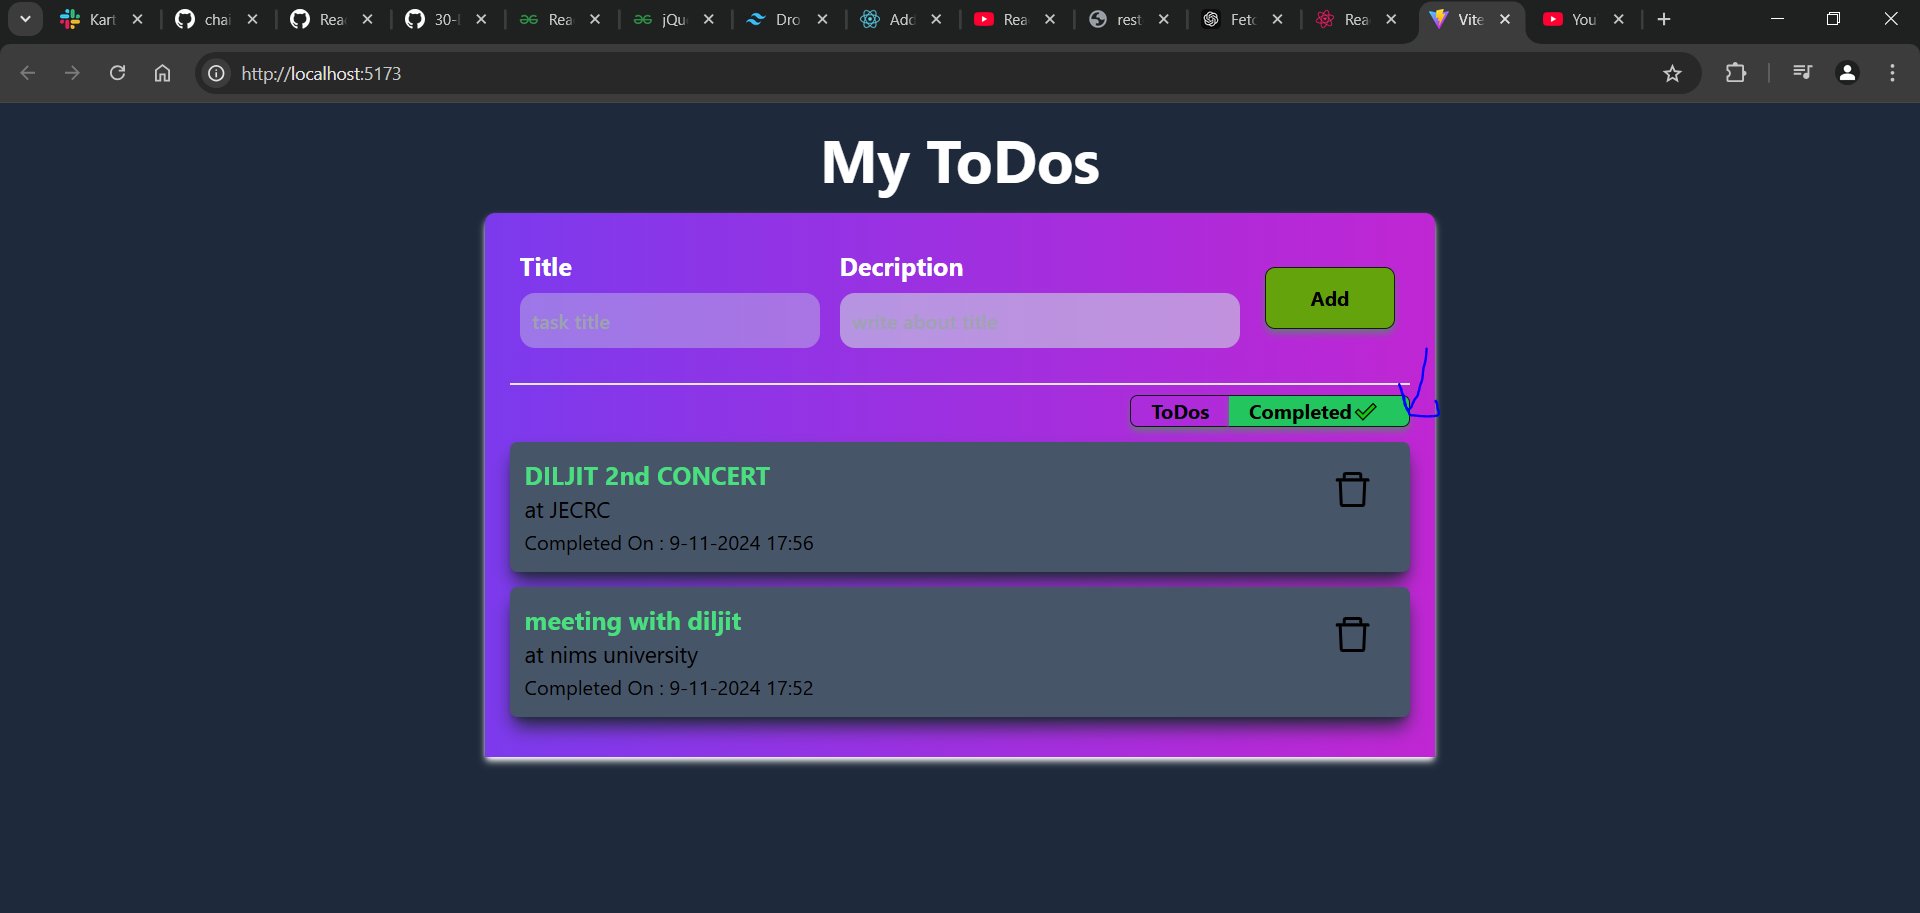 Kart
chai
Rea
30-
Rea
jQu
Dro
Add
Rea
rest
Fetc
Rea
Vite
You
http://localhost:5173
My ToDos
Title
Decription
task title
write about title
Add
ToDos Completed
DILJIT 2nd CONCERT
at JECRC
Completed On : 9-11-2024 17:56
meeting with diljit
at nims university
Completed On : 9-11-2024 17:52